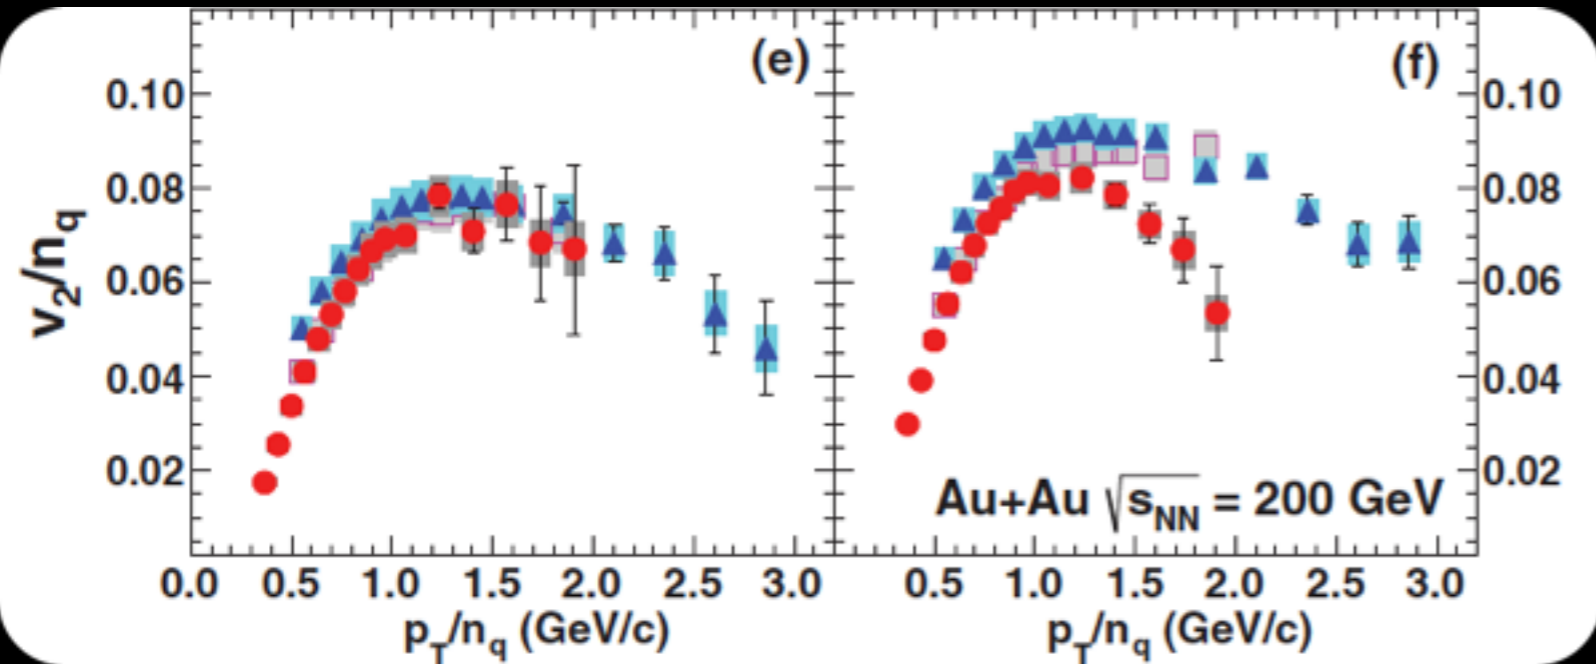 (e)
(f)
0.10
0.08
0.06
0.04
0.02
v2/nq
0.10
0.08
0.06
0.04
0.02
Au+Au √sNN = 200 GeV
0.0 0.5 1.0 1.5 2.0 2.5 3.0
0.5 1.0 1.5 2.0 2.5 3.0
pT/nq (GeV/c)
pT/nq (GeV/c)